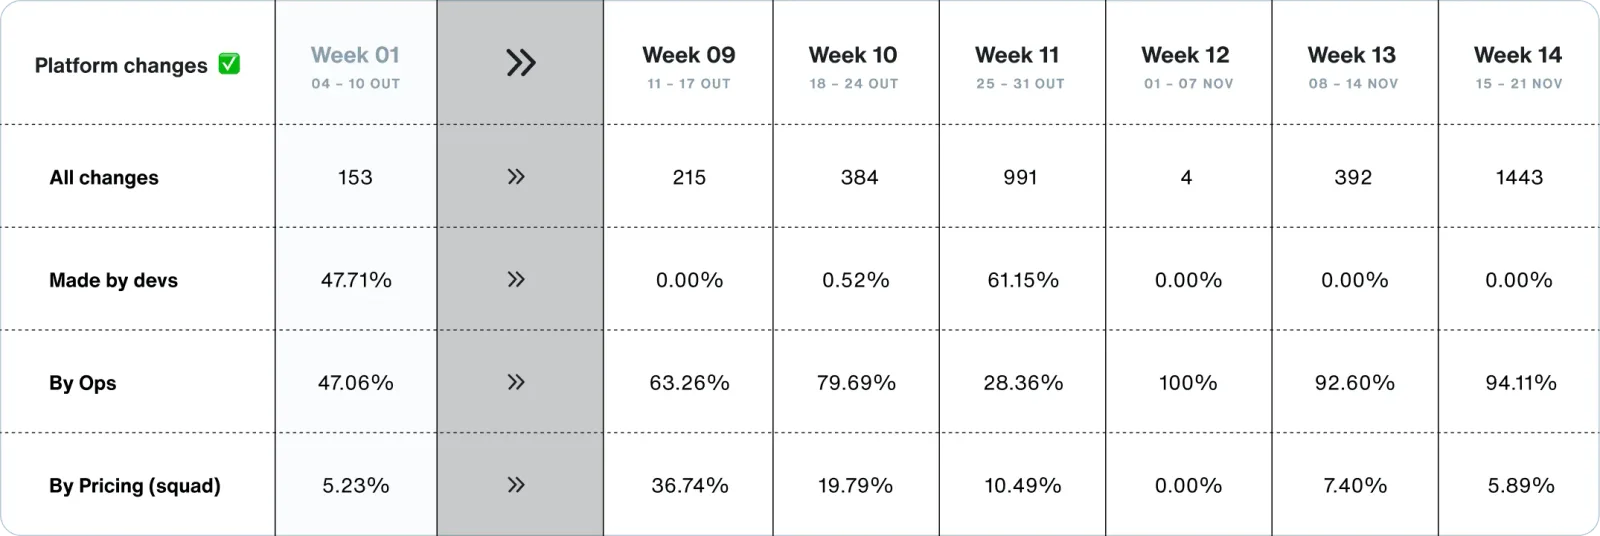 Platform changes ✅ Week 01 » Week 09 Week 10 Week 11 Week 12 Week 13 Week 14
04 – 10 OUT 11 – 17 OUT 18 – 24 OUT 25 – 31 OUT 01 – 07 NOV 08 – 14 NOV 15 – 21 NOV
All changes 153 » 215 384 991 4 392 1443
Made by devs 47.71% » 0.00% 0.52% 61.15% 0.00% 0.00% 0.00%
By Ops 47.06% » 63.26% 79.69% 28.36% 100% 92.60% 94.11%
By Pricing (squad) 5.23% » 36.74% 19.79% 10.49% 0.00% 7.40% 5.89%